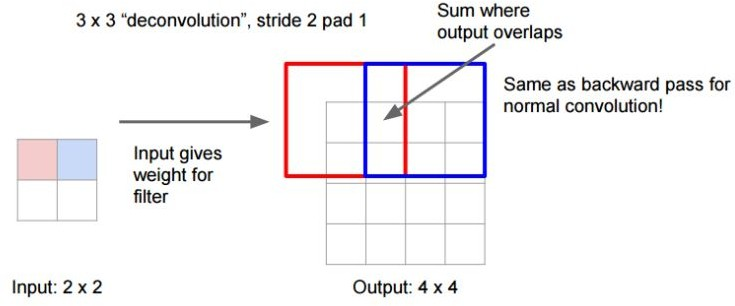 3 x 3 “deconvolution”, stride 2 pad 1
Sum where
output overlaps
Same as backward pass for
normal convolution!
Input gives
weight for
filter
Input: 2 x 2
Output: 4 x 4